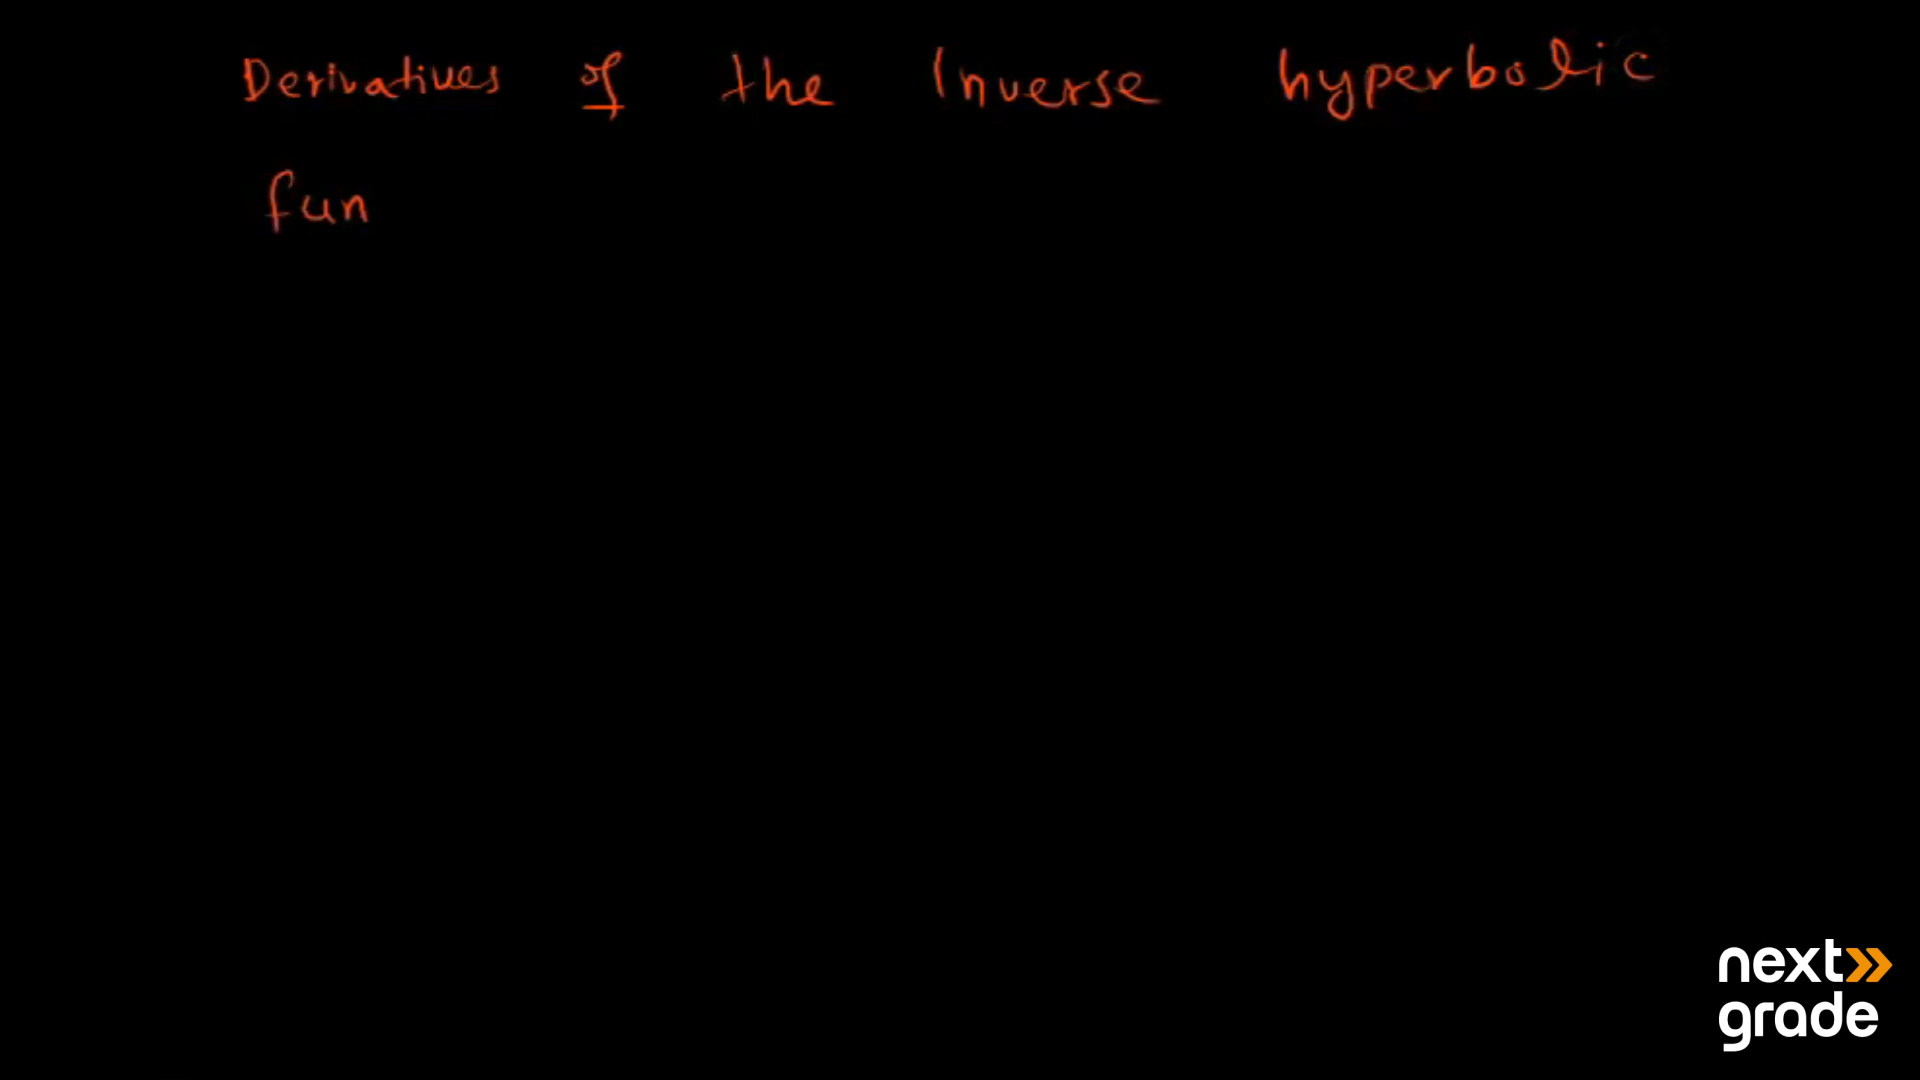 Derivatives of the Inverse hyperbolic
fun
next
grade